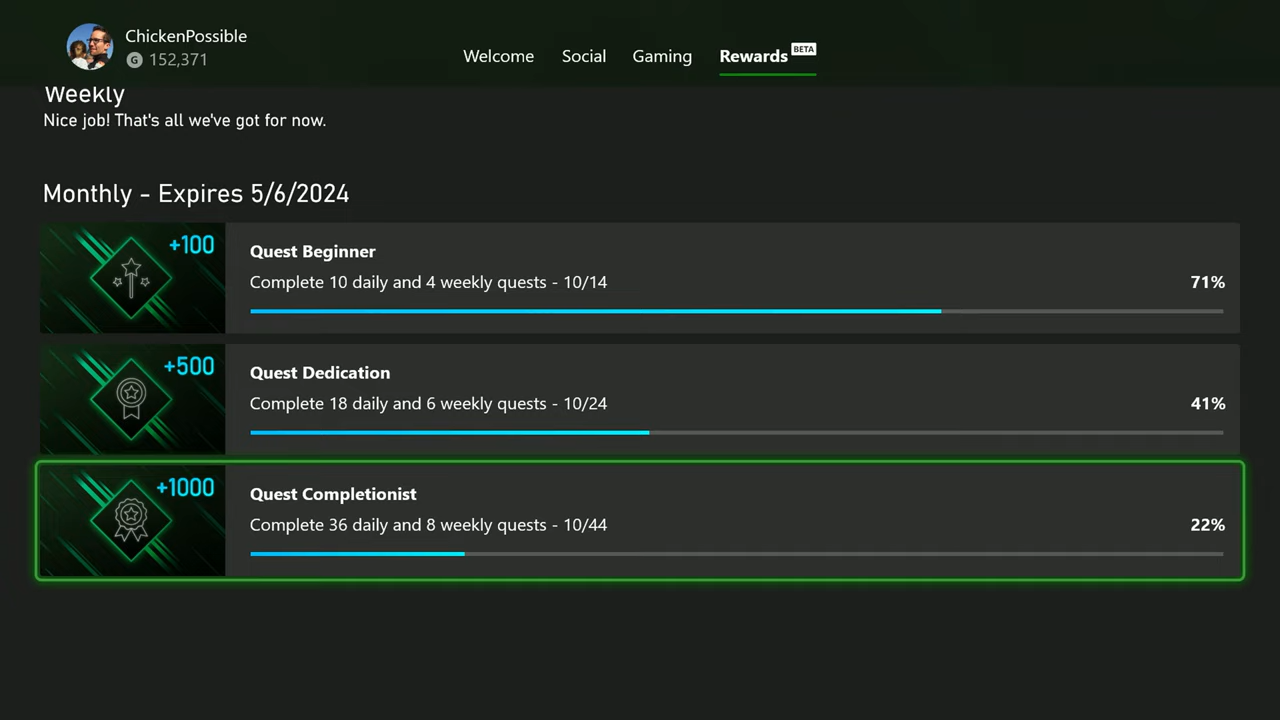 ChickenPossible
G 152,371
Welcome Social Gaming Rewards BETA
Weekly
Nice job! That's all we've got for now.
Monthly - Expires 5/6/2024
+100
Quest Beginner
Complete 10 daily and 4 weekly quests - 10/14
71%
+500
Quest Dedication
Complete 18 daily and 6 weekly quests - 10/24
41%
+1000
Quest Completionist
Complete 36 daily and 8 weekly quests - 10/44
22%